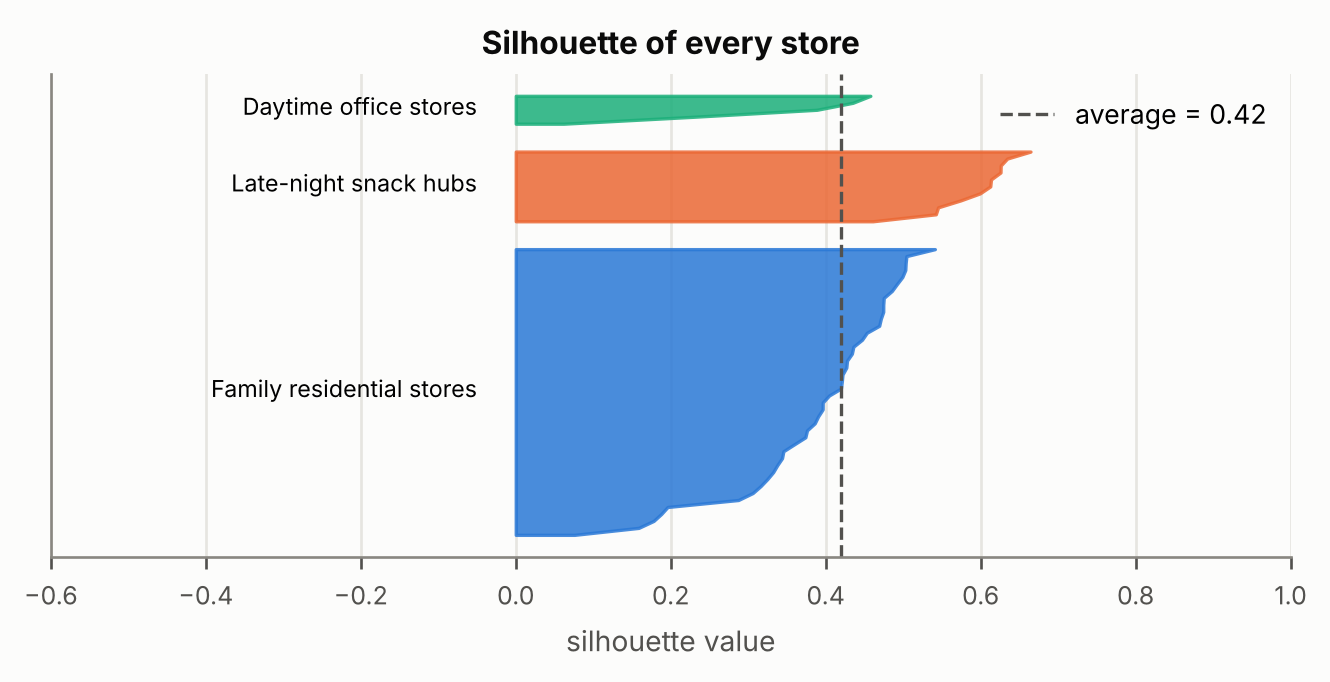 Silhouette of every store
Daytime office stores
average = 0.42
Late-night snack hubs
Family residential stores
−0.6 −0.4 −0.2 0.0 0.2 0.4 0.6 0.8 1.0
silhouette value